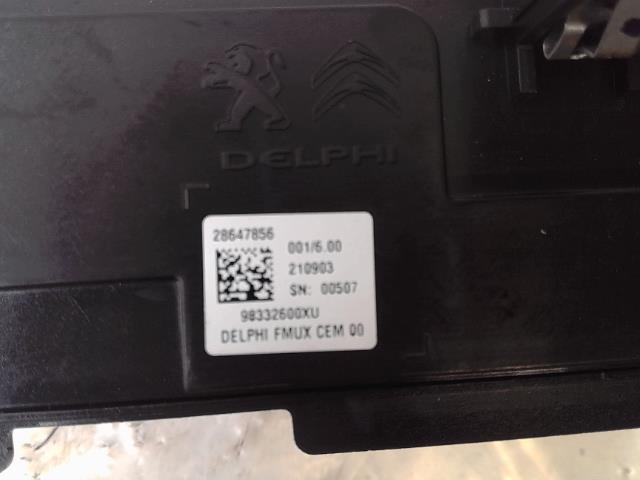 DELPHI
28647856
001/6.00
210903
SN: 00507
98332600XU
DELPHI FMUX CEM 00